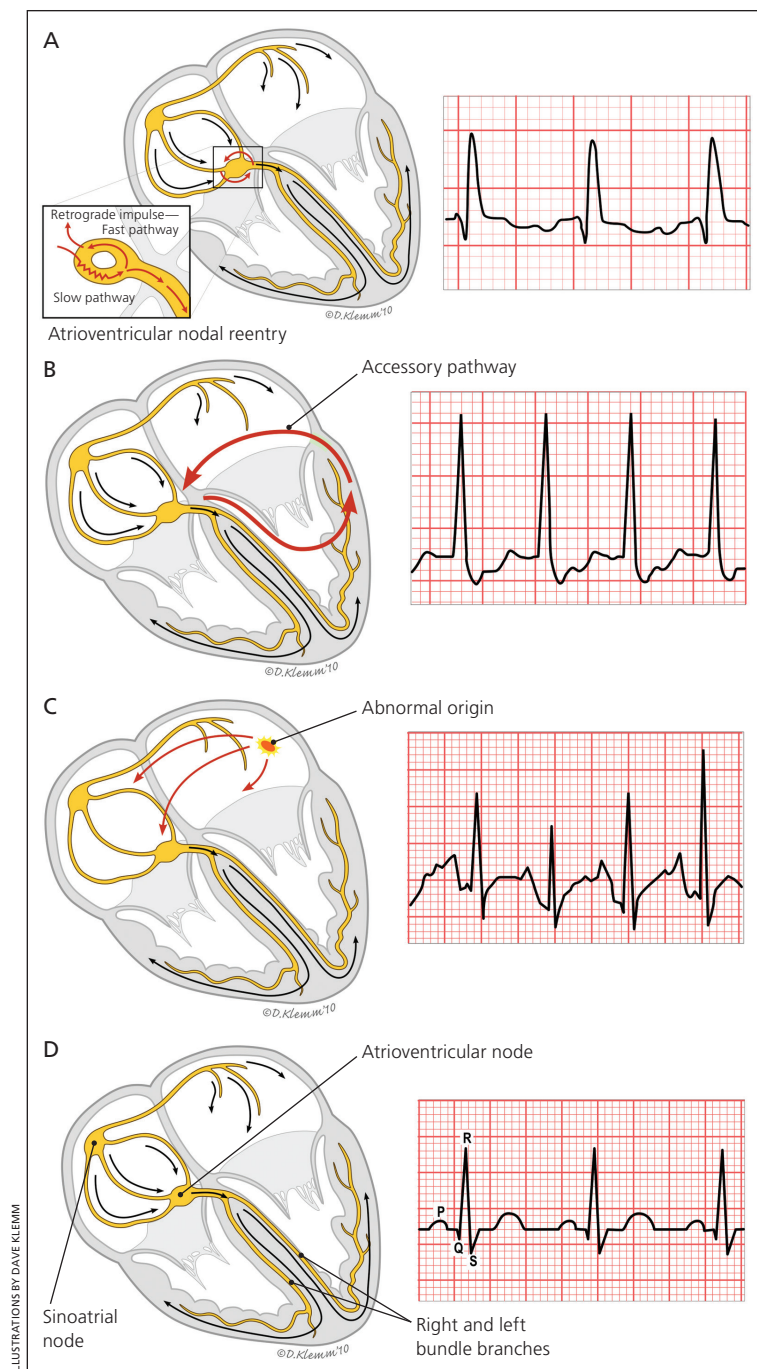 A
Retrograde impulse—
Fast pathway
Slow pathway
©D.Klemm'10
Atrioventricular nodal reentry
B
Accessory pathway
©D.Klemm'10
C
Abnormal origin
©D.Klemm'10
D
Atrioventricular node
R
P
Q
S
Sinoatrial
node
Right and left
bundle branches
©D.Klemm'10
LLUSTRATIONS BY DAVE KLEMM